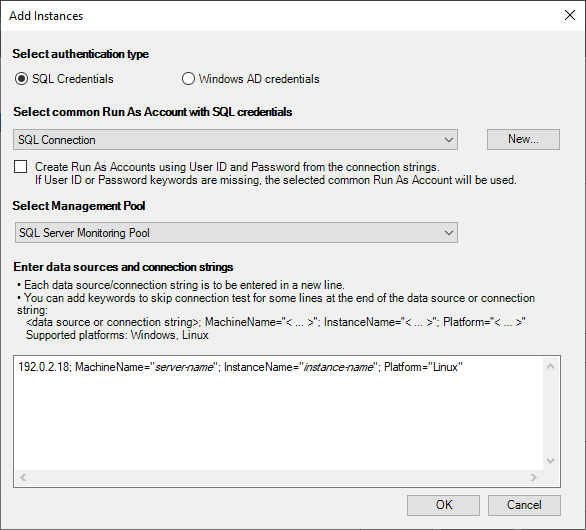 Add Instances
Select authentication type
SQL Credentials
Windows AD credentials
Select common Run As Account with SQL credentials
SQL Connection
New...
Create Run As Accounts using User ID and Password from the connection strings.
If User ID or Password keywords are missing, the selected common Run As Account will be used.
Select Management Pool
SQL Server Monitoring Pool
Enter data sources and connection strings
• Each data source/connection string is to be entered in a new line.
• You can add keywords to skip connection test for some lines at the end of the data source or connection
string:
<data source or connection string>; MachineName="< ... >"; InstanceName="< ... >"; Platform="< ... >"
Supported platforms: Windows, Linux
192.0.2.18; MachineName="server-name"; InstanceName="instance-name"; Platform="Linux"
OK
Cancel